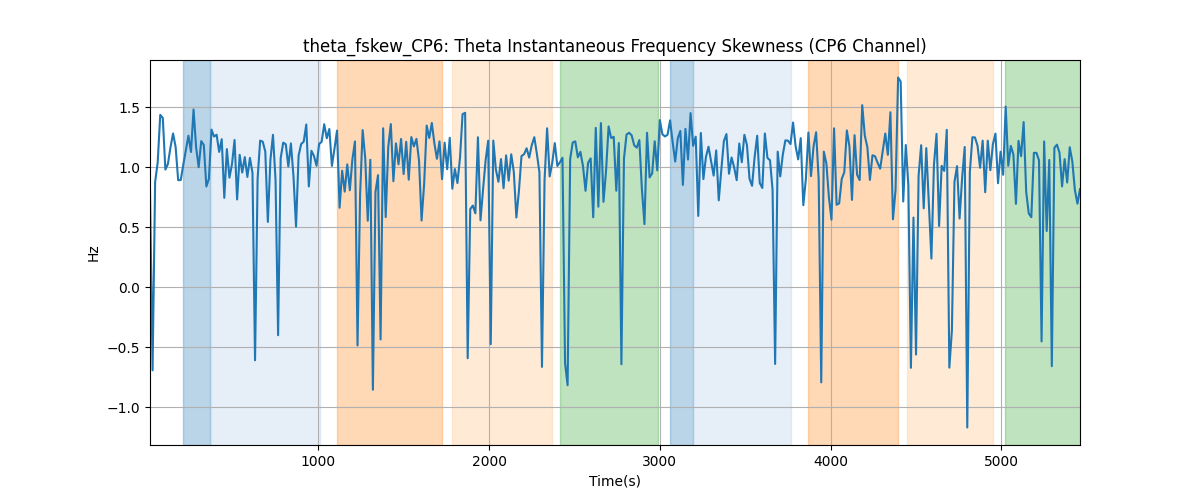 theta_fskew_CP6: Theta Instantaneous Frequency Skewness (CP6 Channel)
Hz
1.5
1.0
0.5
0.0
−0.5
−1.0
1000 2000 3000 4000 5000
Time(s)